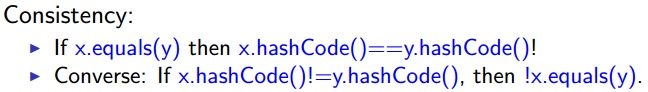 Consistency:
▶ If x.equals(y) then x.hashCode()==y.hashCode()!
▶ Converse: If x.hashCode()!=y.hashCode(), then !x.equals(y).